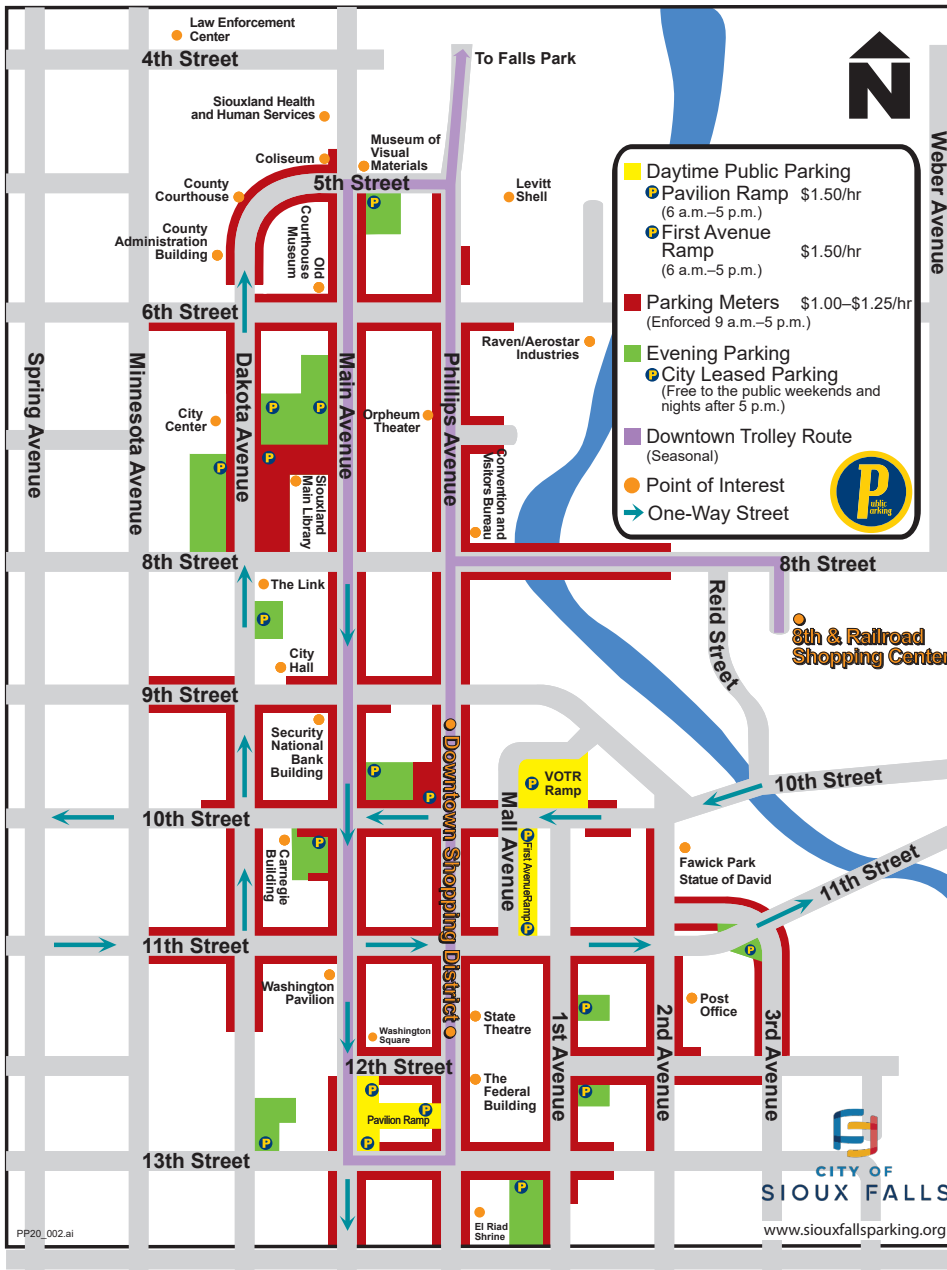 Law Enforcement
Center
4th Street
To Falls Park
N
Siouxland Health
and Human Services
Museum of
Visual
Materials
Coliseum
5th Street
County
Courthouse
Levitt
Shell
Weber Avenue
County
Administration
Building
Old
Courthouse
Museum
6th Street
Raven/Aerostar
Industries
Daytime Public Parking
P Pavilion Ramp $1.50/hr
(6 a.m.–5 p.m.)
P First Avenue
Ramp $1.50/hr
(6 a.m.–5 p.m.)
Parking Meters $1.00–$1.25/hr
(Enforced 9 a.m.–5 p.m.)
Evening Parking
P City Leased Parking
(Free to the public weekends and
nights after 5 p.m.)
Downtown Trolley Route
(Seasonal)
Point of Interest
One-Way Street
Public
parking
Spring Avenue
Minnesota Avenue
Dakota Avenue
Main Avenue
Phillips Avenue
P
P
P
P
P
City
Center
Orpheum
Theater
Siouxland
Main Library
Convention and
Visitors Bureau
8th Street
8th Street
The Link
P
City
Hall
Reid Street
8th & Railroad
Shopping Center
9th Street
Security
National
Bank
Building
P
P
Downtown Shopping District
P
VOTR
Ramp
Mall Avenue
10th Street
10th Street
Carnegie
Building
P
P
First Avenue Ramp
P
Fawick Park
Statue of David
11th Street
11th Street
P
Washington
Pavilion
Washington
Square
State
Theatre
1st Avenue
P
2nd Avenue
Post
Office
3rd Avenue
12th Street
P
Pavilion Ramp
P
P
The
Federal
Building
P
P
13th Street
P
El Riad
Shrine
CITY OF
SIOUX FALLS
www.siouxfallsparking.org
PP20_002.ai